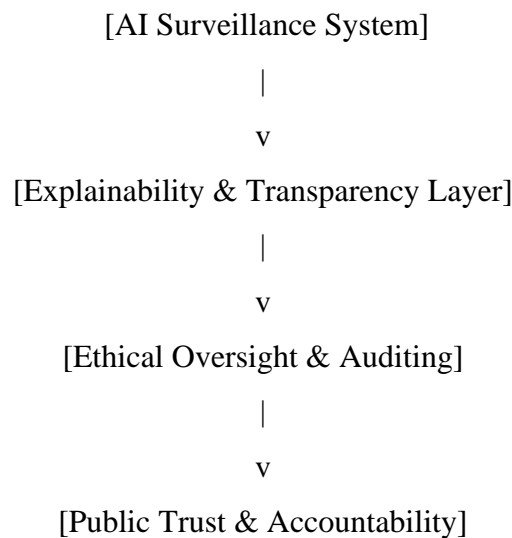 [AI Surveillance System]
|
v
[Explainability & Transparency Layer]
|
v
[Ethical Oversight & Auditing]
|
v
[Public Trust & Accountability]